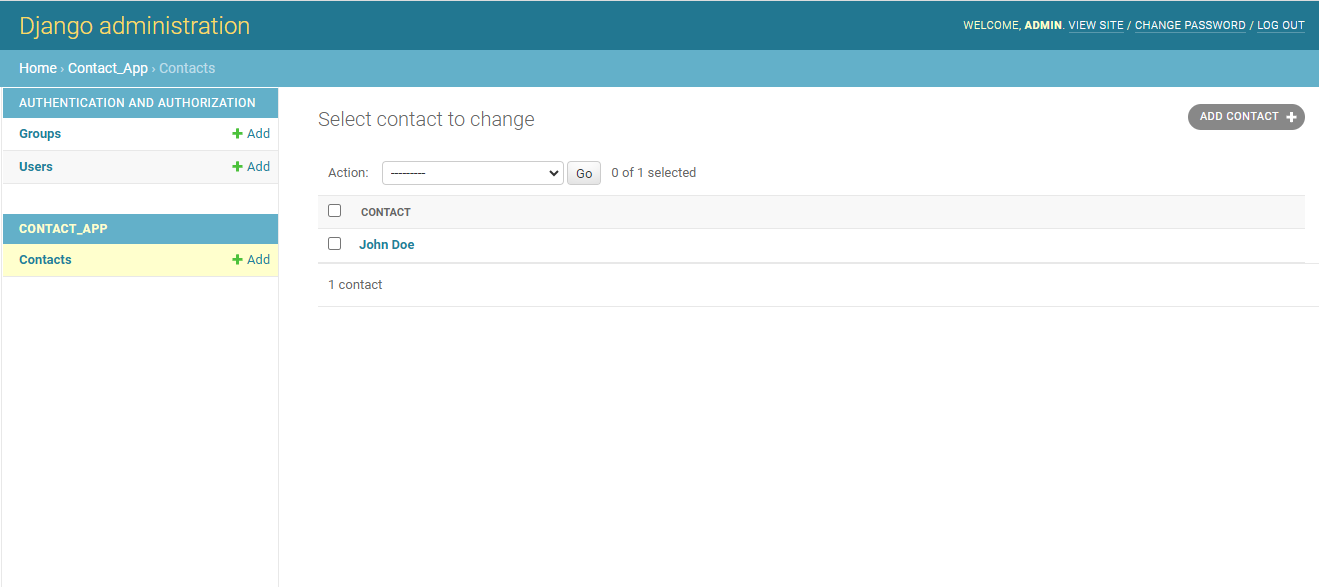 Django administration
WELCOME, ADMIN. VIEW SITE / CHANGE PASSWORD / LOG OUT
Home › Contact_App › Contacts
AUTHENTICATION AND AUTHORIZATION
Groups + Add
Users + Add
CONTACT_APP
Contacts + Add
Select contact to change
ADD CONTACT +
Action: --------- Go 0 of 1 selected
CONTACT
John Doe
1 contact